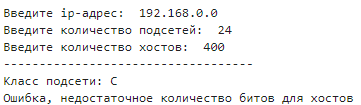 Введите ip-адрес:  192.168.0.0
Введите количество подсетей:  24
Введите количество хостов:  400
----------------------------------
Класс подсети: C
Ошибка, недостаточное количество битов для хостов